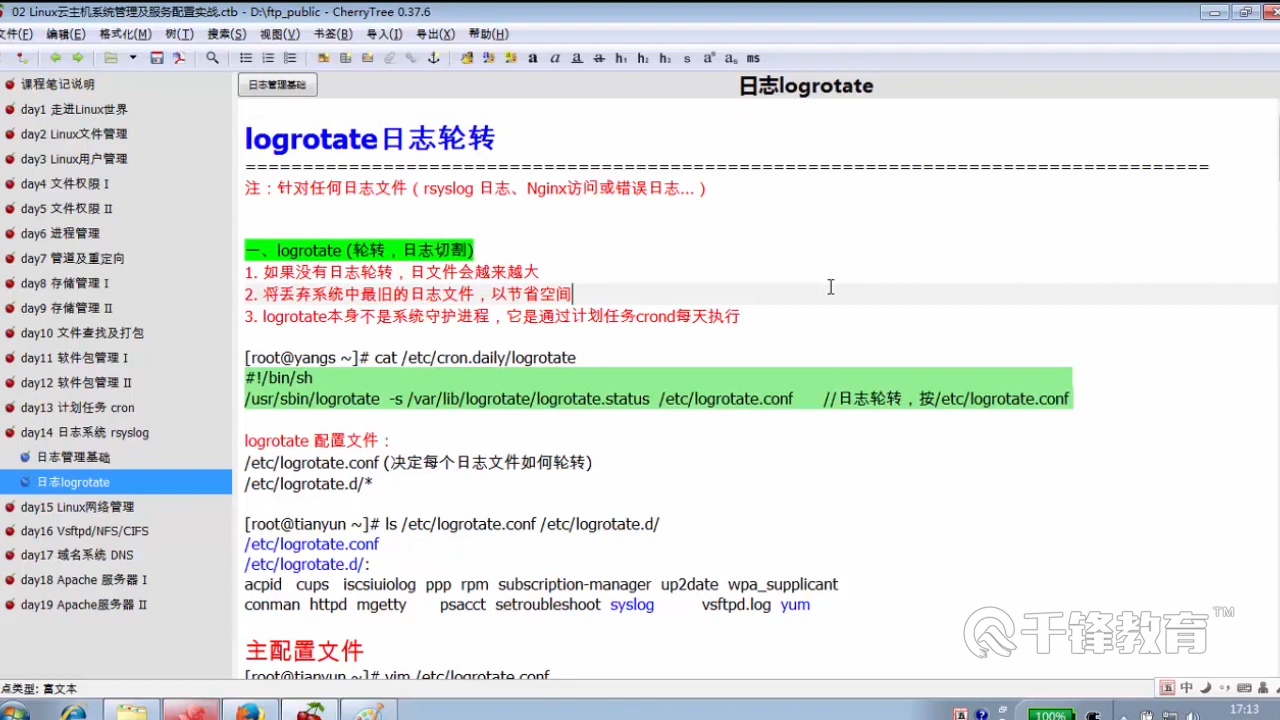 02 Linux云主机系统管理及服务配置实战.ctb - D:\ftp_public - CherryTree 0.37.6
文件(F) 编辑(E) 格式化(M) 树(T) 搜索(S) 视图(V) 书签(B) 导入(I) 导出(X) 帮助(H)
a a a a h₁ h₂ h₃ s aˢ aₛ ms
课程笔记说明
day1 走进Linux世界
day2 Linux文件管理
day3 Linux用户管理
day4 文件权限 I
day5 文件权限 II
day6 进程管理
day7 管道及重定向
day8 存储管理 I
day9 存储管理 II
day10 文件查找及打包
day11 软件包管理 I
day12 软件包管理 II
day13 计划任务 cron
day14 日志系统 rsyslog
日志管理基础
日志logrotate
day15 Linux网络管理
day16 Vsftpd/NFS/CIFS
day17 域名系统 DNS
day18 Apache 服务器 I
day19 Apache服务器 II
日志管理基础
日志logrotate
logrotate日志轮转
=====================================================================================
注：针对任何日志文件（rsyslog 日志、Nginx访问或错误日志...）
一、logrotate (轮转，日志切割)
1. 如果没有日志轮转，日文件会越来越大
2. 将丢弃系统中最旧的日志文件，以节省空间
3. logrotate本身不是系统守护进程，它是通过计划任务crond每天执行
[root@yangs ~]# cat /etc/cron.daily/logrotate
#!/bin/sh
/usr/sbin/logrotate -s /var/lib/logrotate/logrotate.status /etc/logrotate.conf //日志轮转，按/etc/logrotate.conf
logrotate 配置文件：
/etc/logrotate.conf (决定每个日志文件如何轮转)
/etc/logrotate.d/*
[root@tianyun ~]# ls /etc/logrotate.conf /etc/logrotate.d/
/etc/logrotate.conf
/etc/logrotate.d/:
acpid cups iscsiuiolog ppp rpm subscription-manager up2date wpa_supplicant
conman httpd mgetty psacct setroubleshoot syslog vsftpd.log yum
主配置文件
[root@tianyun ~]# vim /etc/logrotate.conf
千锋教育™
点类型: 富文本
五 中
100%
17:13